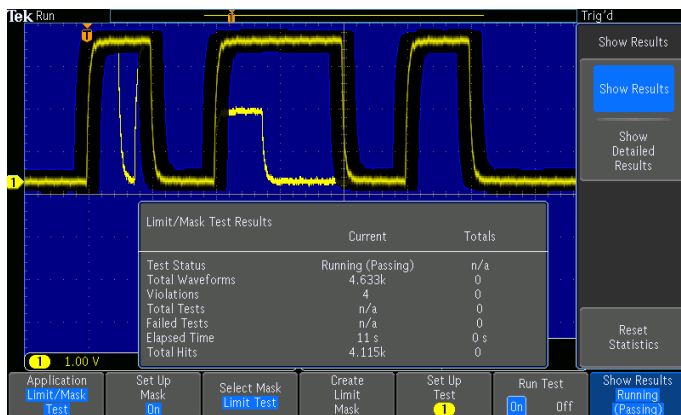 Tek Run
Trig'd
T
T
Show Results
Show Results
Show
Detailed
Results
1
Limit/Mask Test Results
Current Totals
Test Status Running (Passing) n/a
Total Waveforms 4.633k 0
Violations 4 0
Total Tests n/a 0
Failed Tests n/a 0
Elapsed Time 11 s 0 s
Total Hits 4.115k 0
Reset
Statistics
1 1.00 V
Application
Limit/Mask
Test
Set Up
Mask
On
Select Mask
Limit Test
Create
Limit
Mask
Set Up
Test
1
Run Test
On Off
Show Results
Running
(Passing)